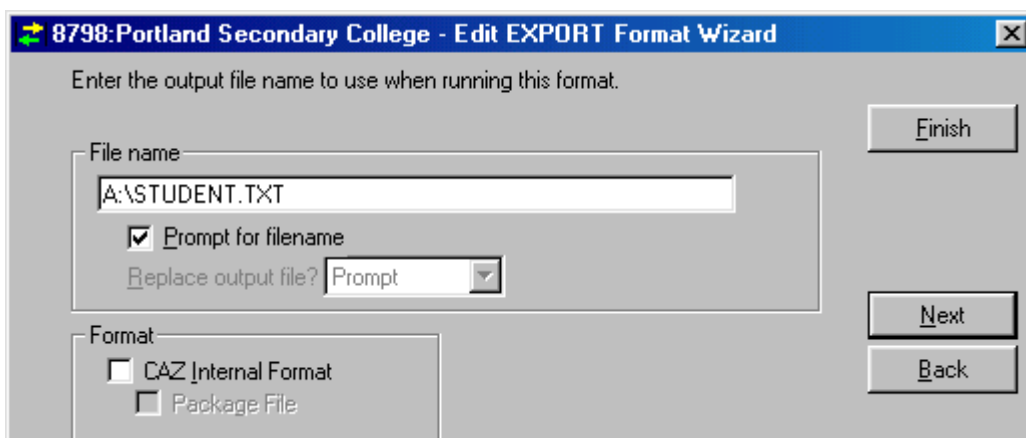 8798:Portland Secondary College - Edit EXPORT Format Wizard
Enter the output file name to use when running this format.
Finish
File name
A:\STUDENT.TXT
Prompt for filename
Replace output file? Prompt
Next
Format
CAZ Internal Format
Back
Package File